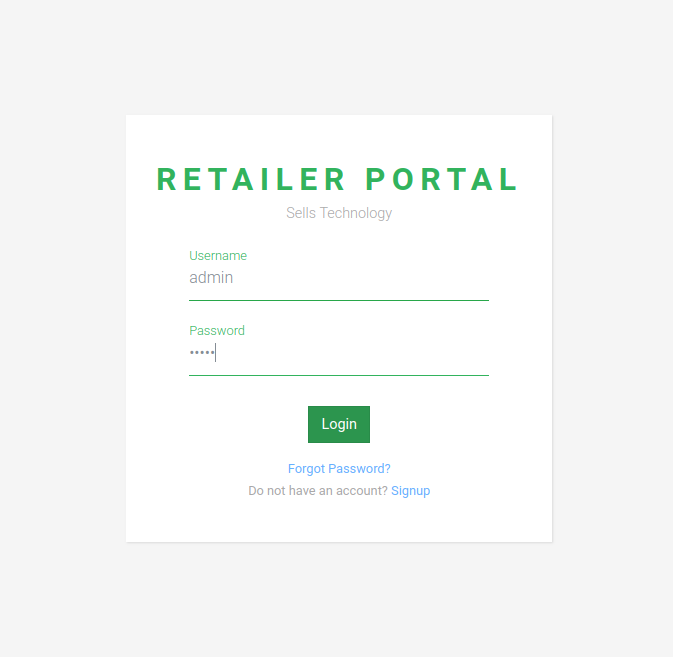 RETAILER PORTAL
Sells Technology
Username
admin
Password
•••••
Login
Forgot Password?
Do not have an account? Signup